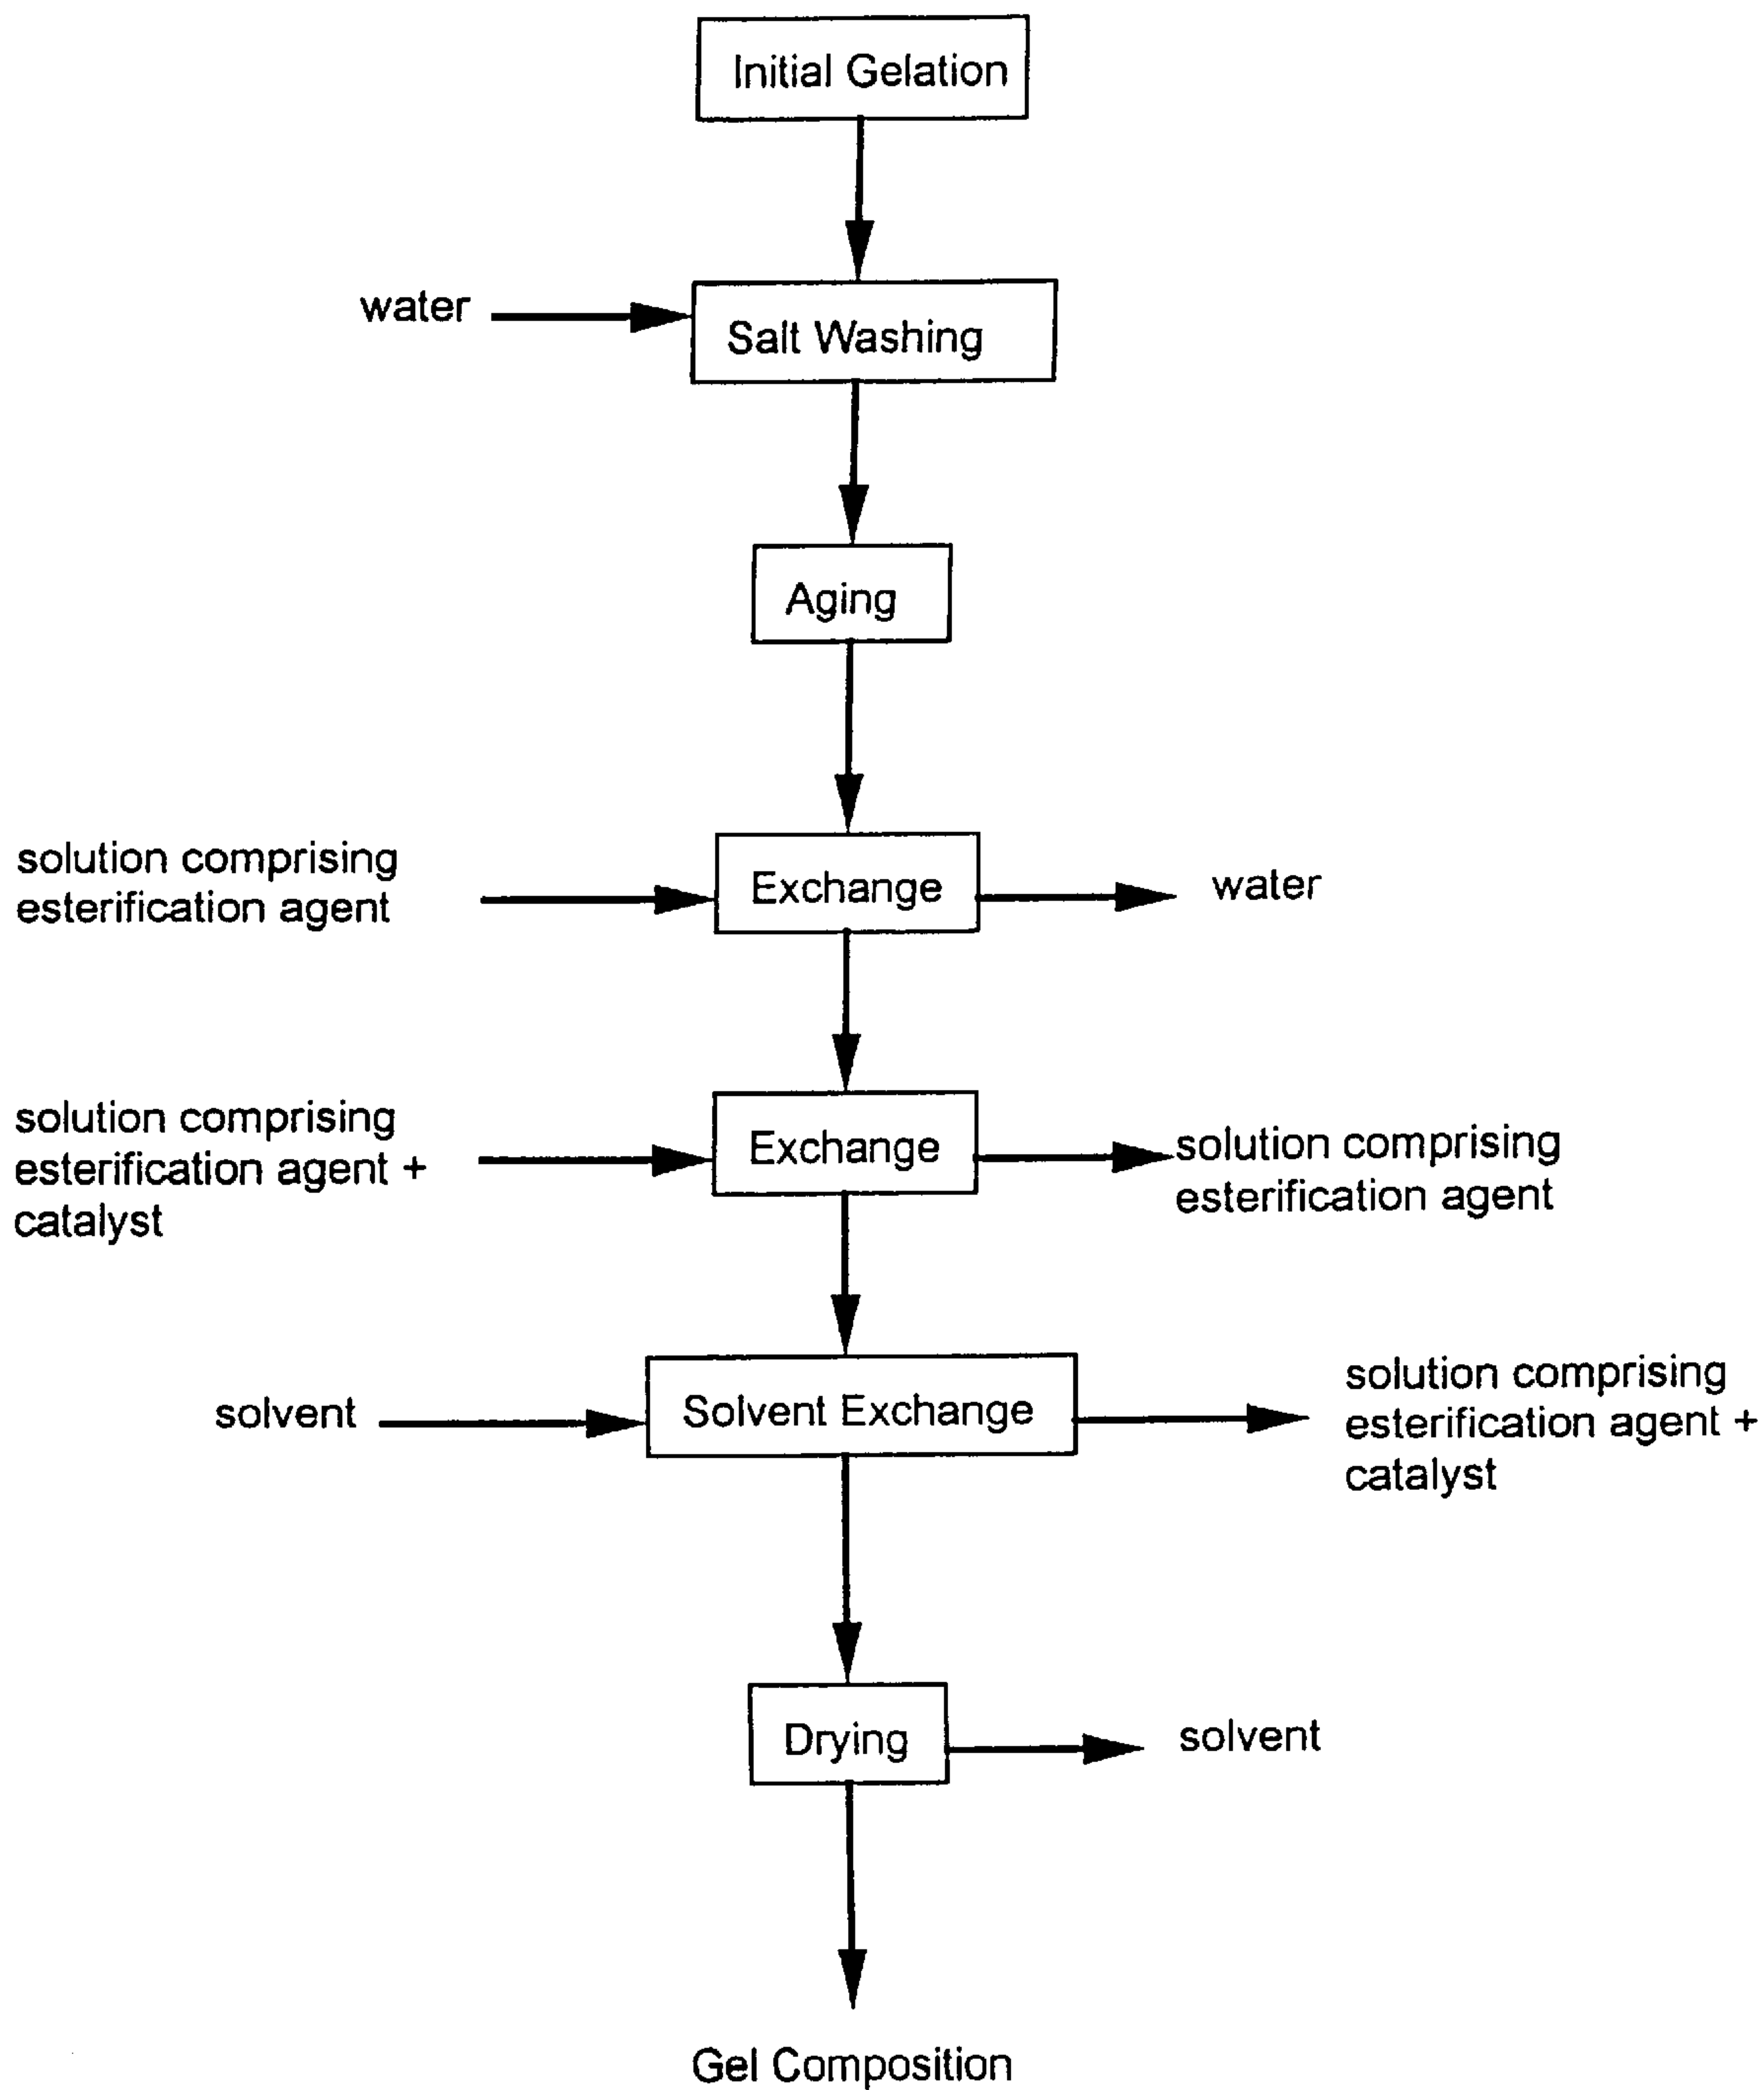 Initial Gelation
water
Salt Washing
Aging
solution comprising
esterification agent
Exchange
water
solution comprising
esterification agent +
catalyst
Exchange
solution comprising
esterification agent
solvent
Solvent Exchange
solution comprising
esterification agent +
catalyst
Drying
solvent
Gel Composition